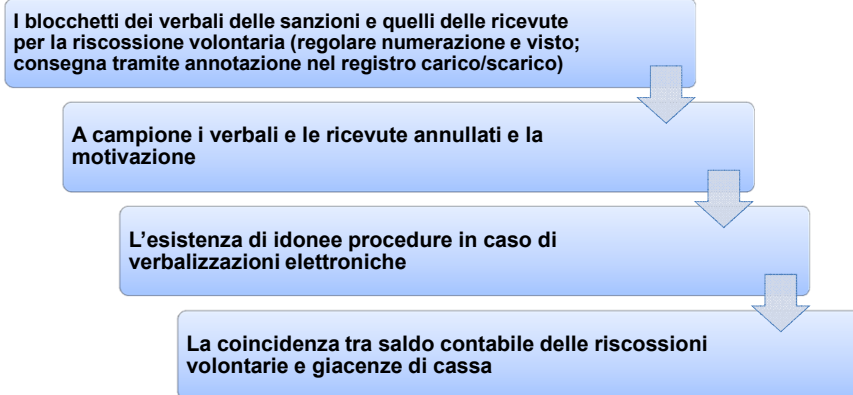 I blocchetti dei verbali delle sanzioni e quelli delle ricevute
per la riscossione volontaria (regolare numerazione e visto;
consegna tramite annotazione nel registro carico/scarico)
A campione i verbali e le ricevute annullati e la
motivazione
L'esistenza di idonee procedure in caso di
verbalizzazioni elettroniche
La coincidenza tra saldo contabile delle riscossioni
volontarie e giacenze di cassa